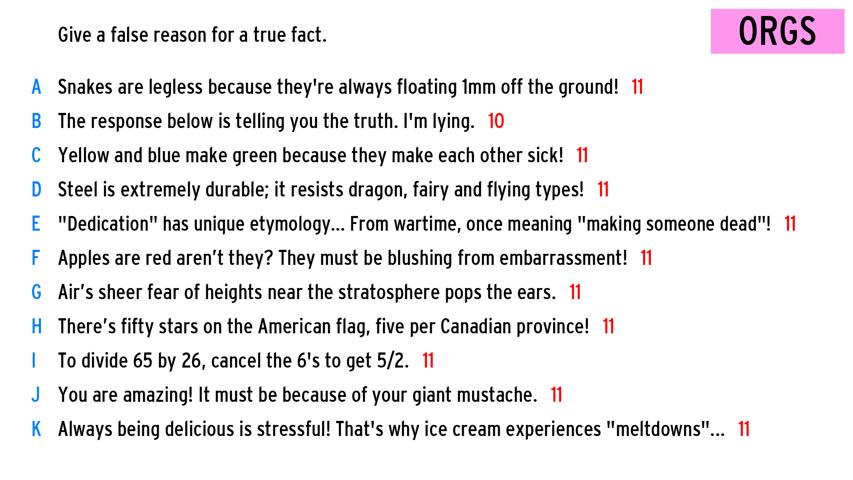 Give a false reason for a true fact.
ORGS
A Snakes are legless because they're always floating 1mm off the ground! 11
B The response below is telling you the truth. I'm lying. 10
C Yellow and blue make green because they make each other sick! 11
D Steel is extremely durable; it resists dragon, fairy and flying types! 11
E "Dedication" has unique etymology... From wartime, once meaning "making someone dead"! 11
F Apples are red aren’t they? They must be blushing from embarrassment! 11
G Air’s sheer fear of heights near the stratosphere pops the ears. 11
H There’s fifty stars on the American flag, five per Canadian province! 11
I To divide 65 by 26, cancel the 6's to get 5/2. 11
J You are amazing! It must be because of your giant mustache. 11
K Always being delicious is stressful! That's why ice cream experiences "meltdowns"... 11